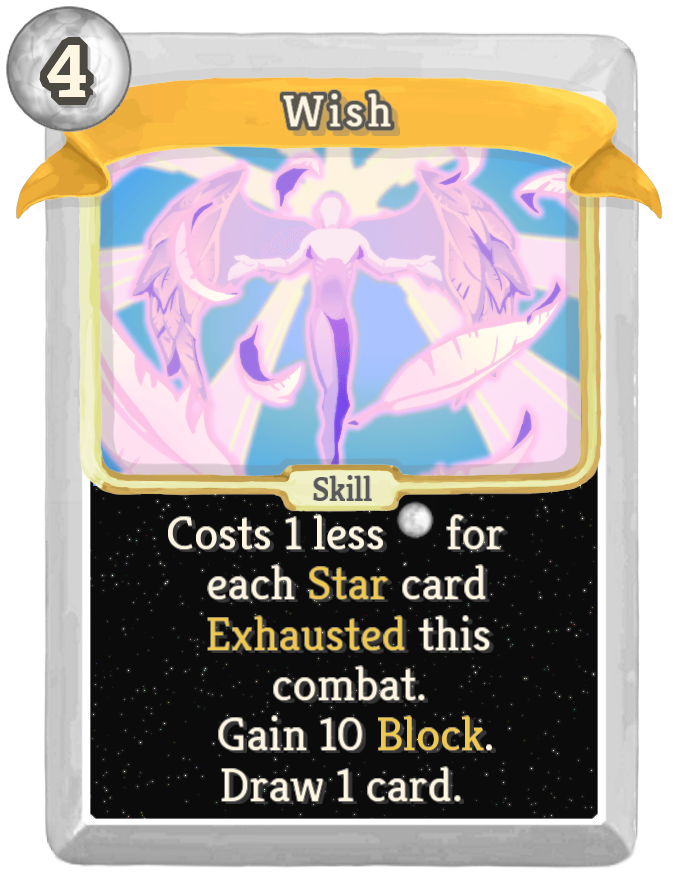 4
Wish
Skill
Costs 1 less for
each Star card
Exhausted this
combat.
Gain 10 Block.
Draw 1 card.